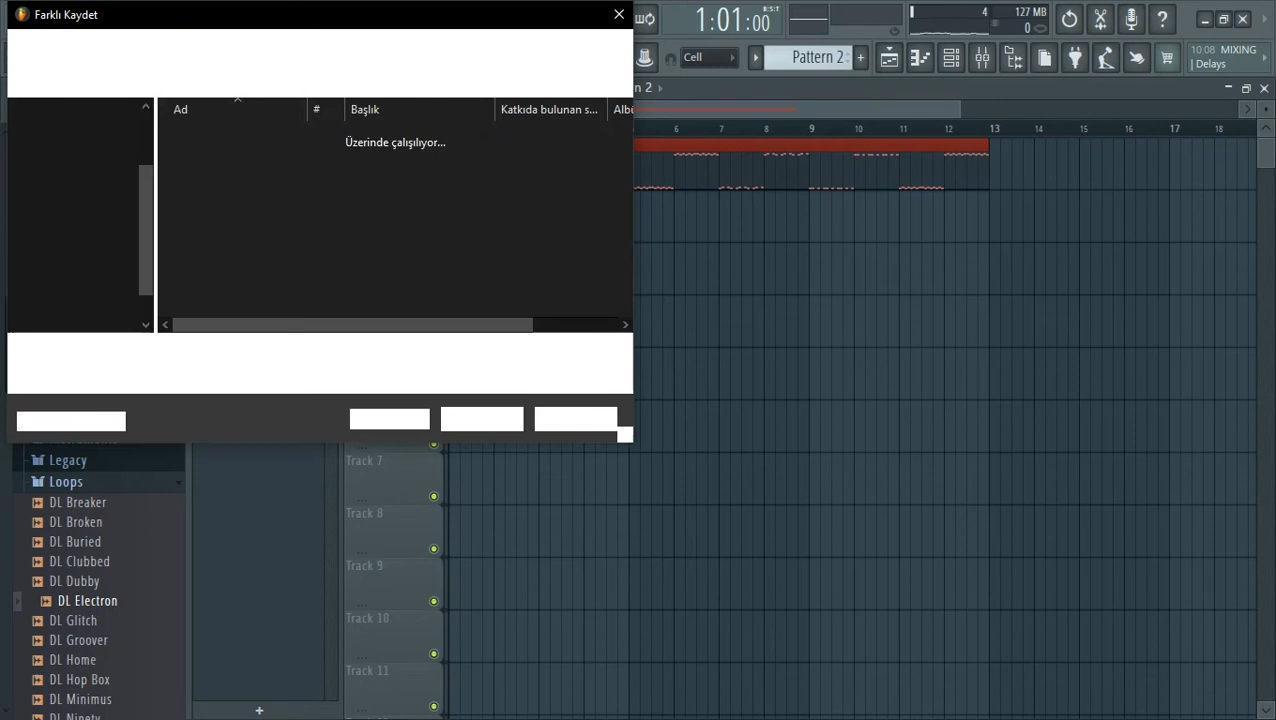 Farklı Kaydet
Ad
#
Başlık
Katkıda bulunan s...
Üzerinde çalışılıyor...
1:01:00
B:S:T
4
127 MB
0
Cell
Pattern 2
+
10:08 MIXING
| Delays
n 2
6 7 8 9 10 11 12 13 14 15 16 17 18
Legacy
Loops
DL Breaker
DL Broken
DL Buried
DL Clubbed
DL Dubby
DL Electron
DL Glitch
DL Groover
DL Home
DL Hop Box
DL Minimus
DL Ninety
+
Track 7
...
Track 8
...
Track 9
...
Track 10
...
Track 11
...